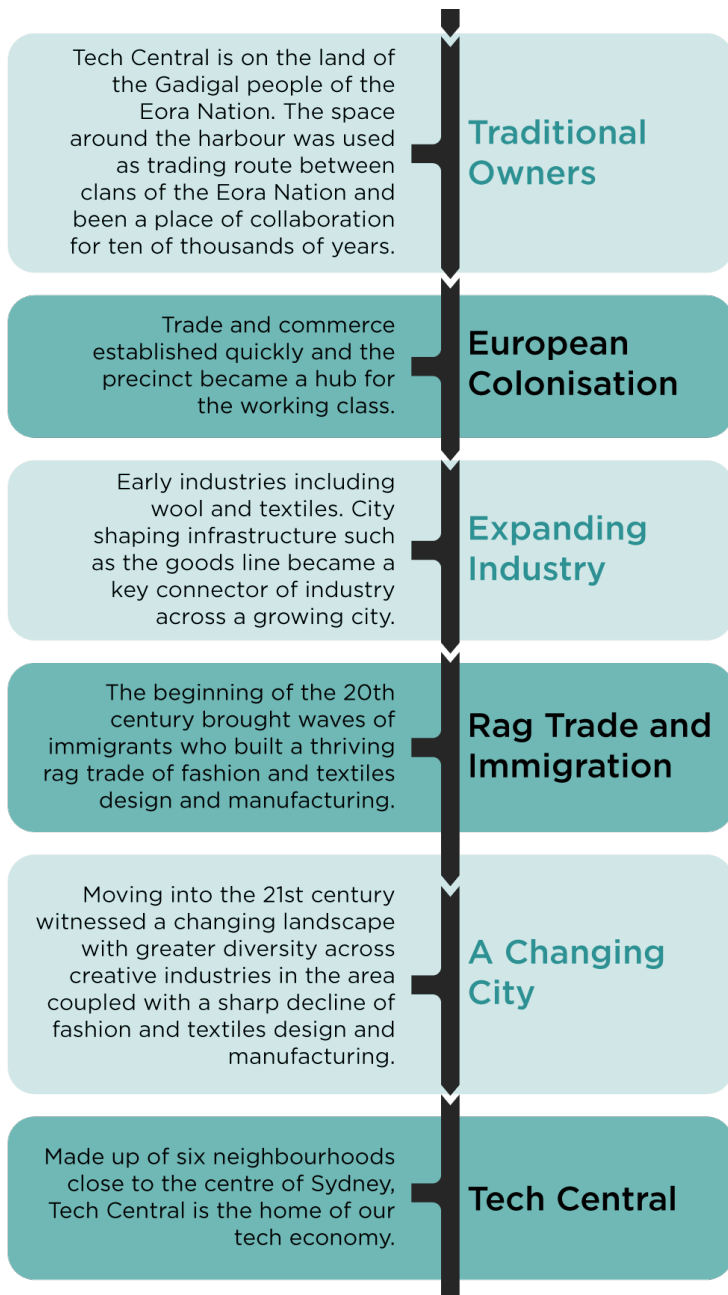 Tech Central is on the land of
the Gadigal people of the
Eora Nation. The space
around the harbour was used
as trading route between
clans of the Eora Nation and
been a place of collaboration
for ten of thousands of years.
Traditional
Owners
Trade and commerce
established quickly and the
precinct became a hub for
the working class.
European
Colonisation
Early industries including
wool and textiles. City
shaping infrastructure such
as the goods line became a
key connector of industry
across a growing city.
Expanding
Industry
The beginning of the 20th
century brought waves of
immigrants who built a thriving
rag trade of fashion and textiles
design and manufacturing.
Rag Trade and
Immigration
Moving into the 21st century
witnessed a changing landscape
with greater diversity across
creative industries in the area
coupled with a sharp decline of
fashion and textiles design and
manufacturing.
A Changing
City
Made up of six neighbourhoods
close to the centre of Sydney,
Tech Central is the home of our
tech economy.
Tech Central